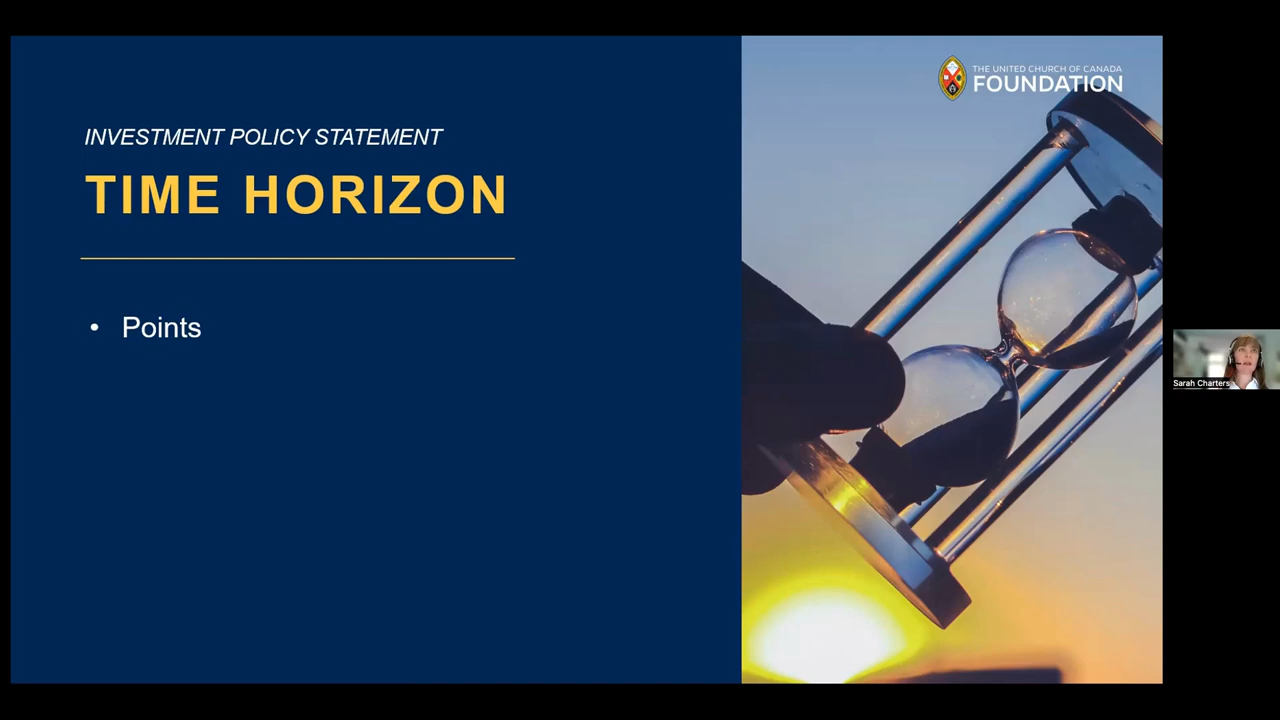 THE UNITED CHURCH OF CANADA
FOUNDATION
INVESTMENT POLICY STATEMENT
TIME HORIZON
• Points
Sarah Charters